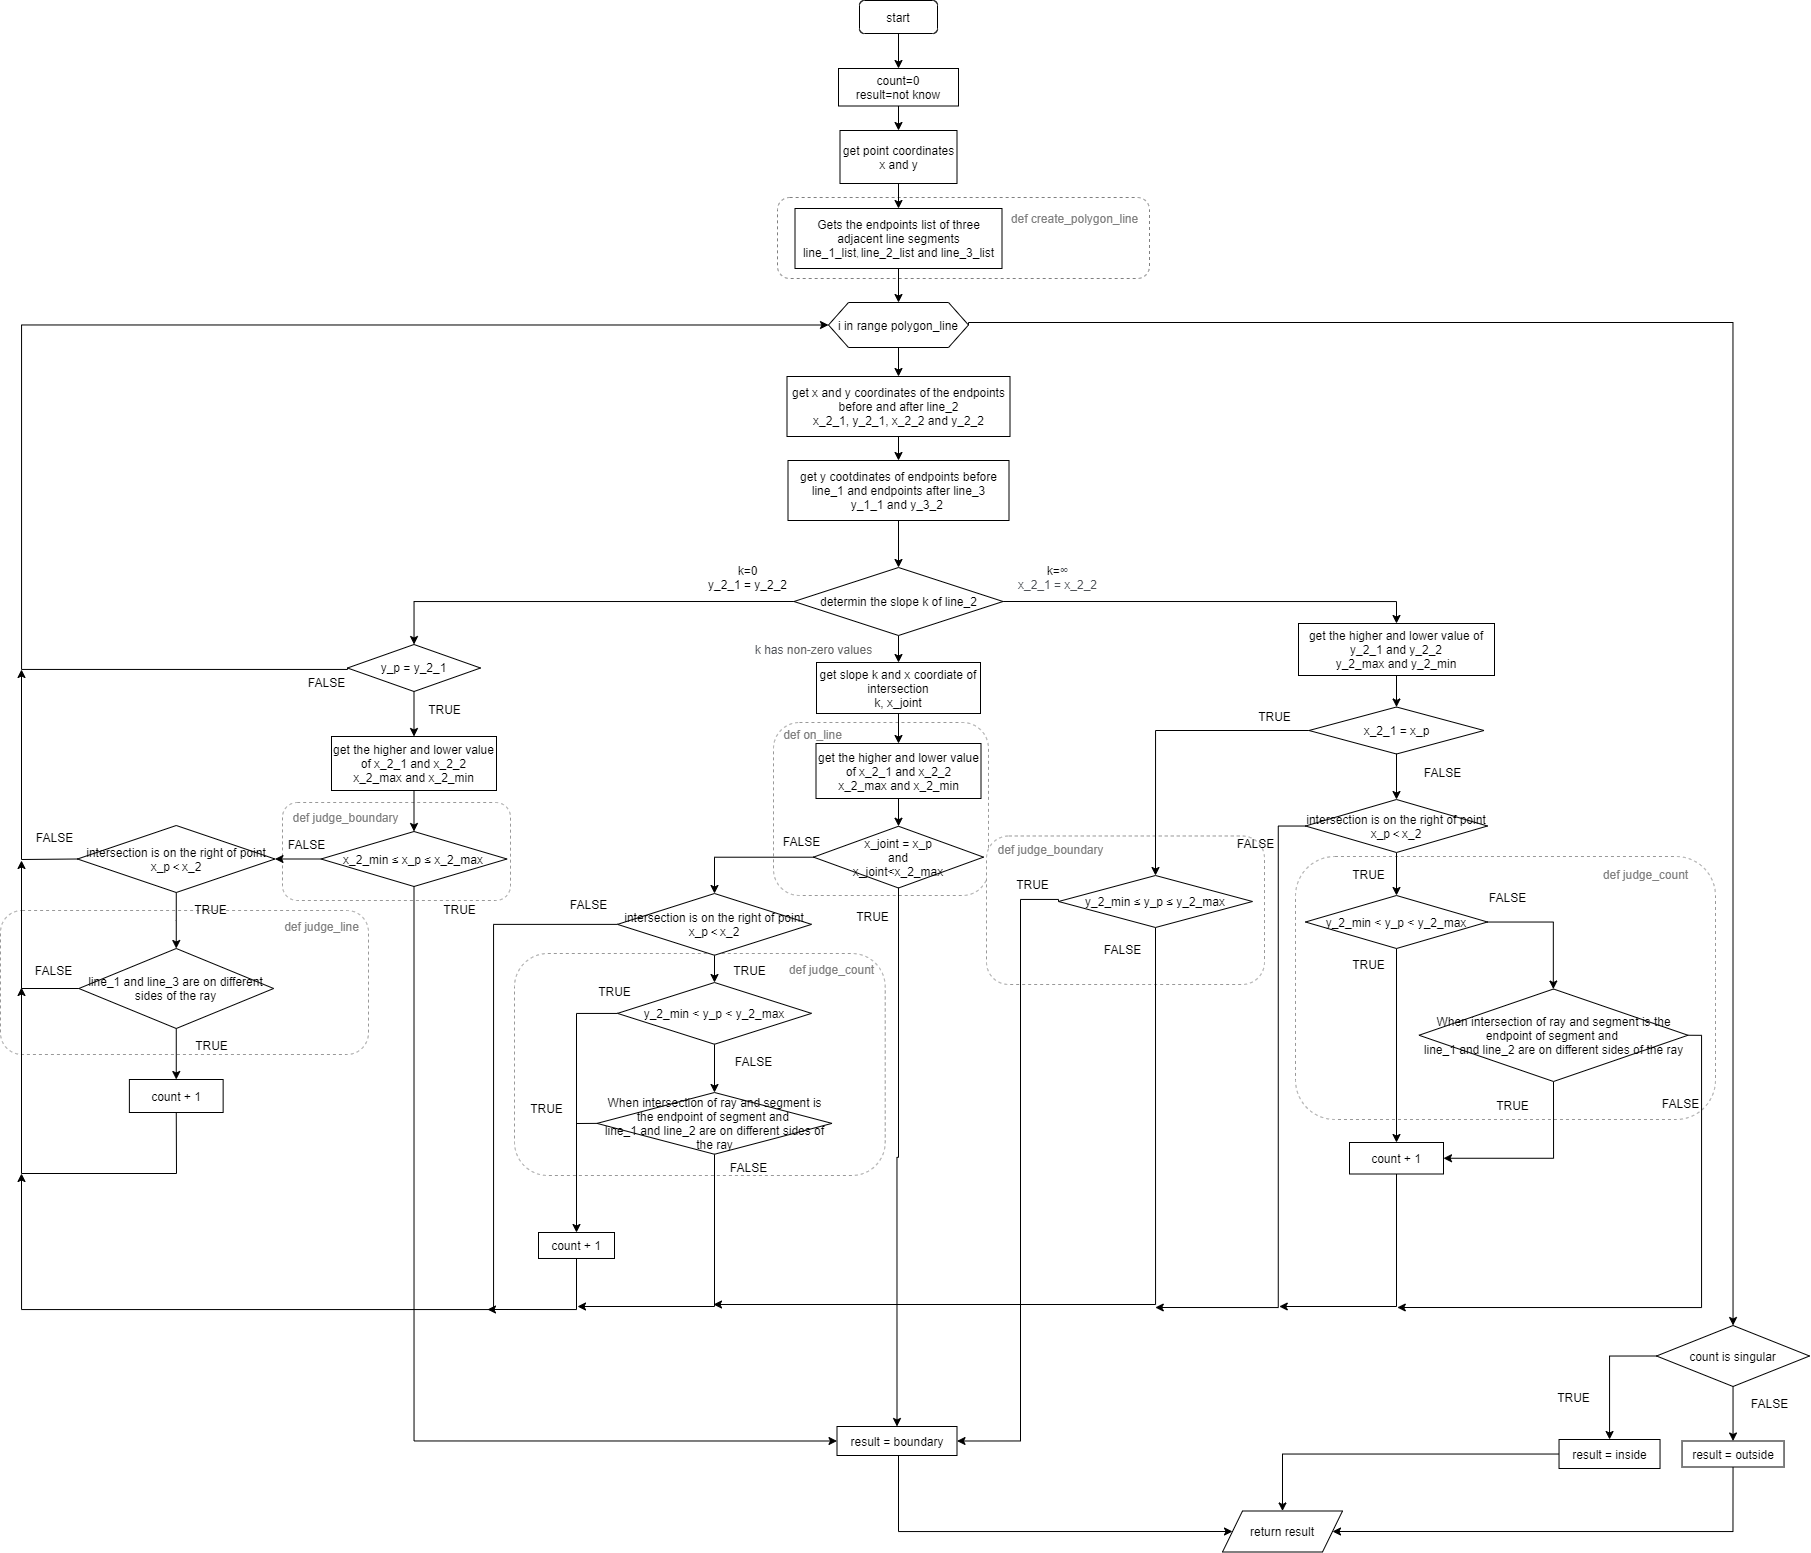 start
count=0
result=not know
get point coordinates
x and y
def create_polygon_line
Gets the endpoints list of three
adjacent line segments
line_1_list, line_2_list and line_3_list
i in range polygon_line
get x and y coordinates of the endpoints
before and after line_2
x_2_1, y_2_1, x_2_2 and y_2_2
get y cootdinates of endpoints before
line_1 and endpoints after line_3
y_1_1 and y_3_2
k=0
y_2_1 = y_2_2
k=∞
x_2_1 = x_2_2
determin the slope k of line_2
k has non-zero values
y_p = y_2_1
FALSE
TRUE
get the higher and lower value
of x_2_1 and x_2_2
x_2_max and x_2_min
def judge_boundary
FALSE
x_2_min ≤ x_p ≤ x_2_max
TRUE
FALSE
intersection is on the right of point
x_p < x_2
TRUE
def judge_line
FALSE
line_1 and line_3 are on different
sides of the ray
TRUE
count + 1
get slope k and x coordiate of
intersection
k, x_joint
def on_line
get the higher and lower value
of x_2_1 and x_2_2
x_2_max and x_2_min
FALSE
x_joint = x_p
and
x_joint<x_2_max
TRUE
FALSE
intersection is on the right of point
x_p < x_2
TRUE
def judge_count
TRUE
y_2_min < y_p < y_2_max
FALSE
TRUE
When intersection of ray and segment is
the endpoint of segment and
line_1 and line_2 are on different sides of
the ray
FALSE
count + 1
get the higher and lower value of
y_2_1 and y_2_2
y_2_max and y_2_min
TRUE
x_2_1 = x_p
FALSE
def judge_boundary
TRUE
y_2_min ≤ y_p ≤ y_2_max
FALSE
FALSE
intersection is on the right of point
x_p < x_2
TRUE
def judge_count
FALSE
y_2_min < y_p < y_2_max
TRUE
When intersection of ray and segment is the
endpoint of segment and
line_1 and line_2 are on different sides of the ray
TRUE
FALSE
count + 1
count is singular
TRUE
FALSE
result = boundary
result = inside
result = outside
return result